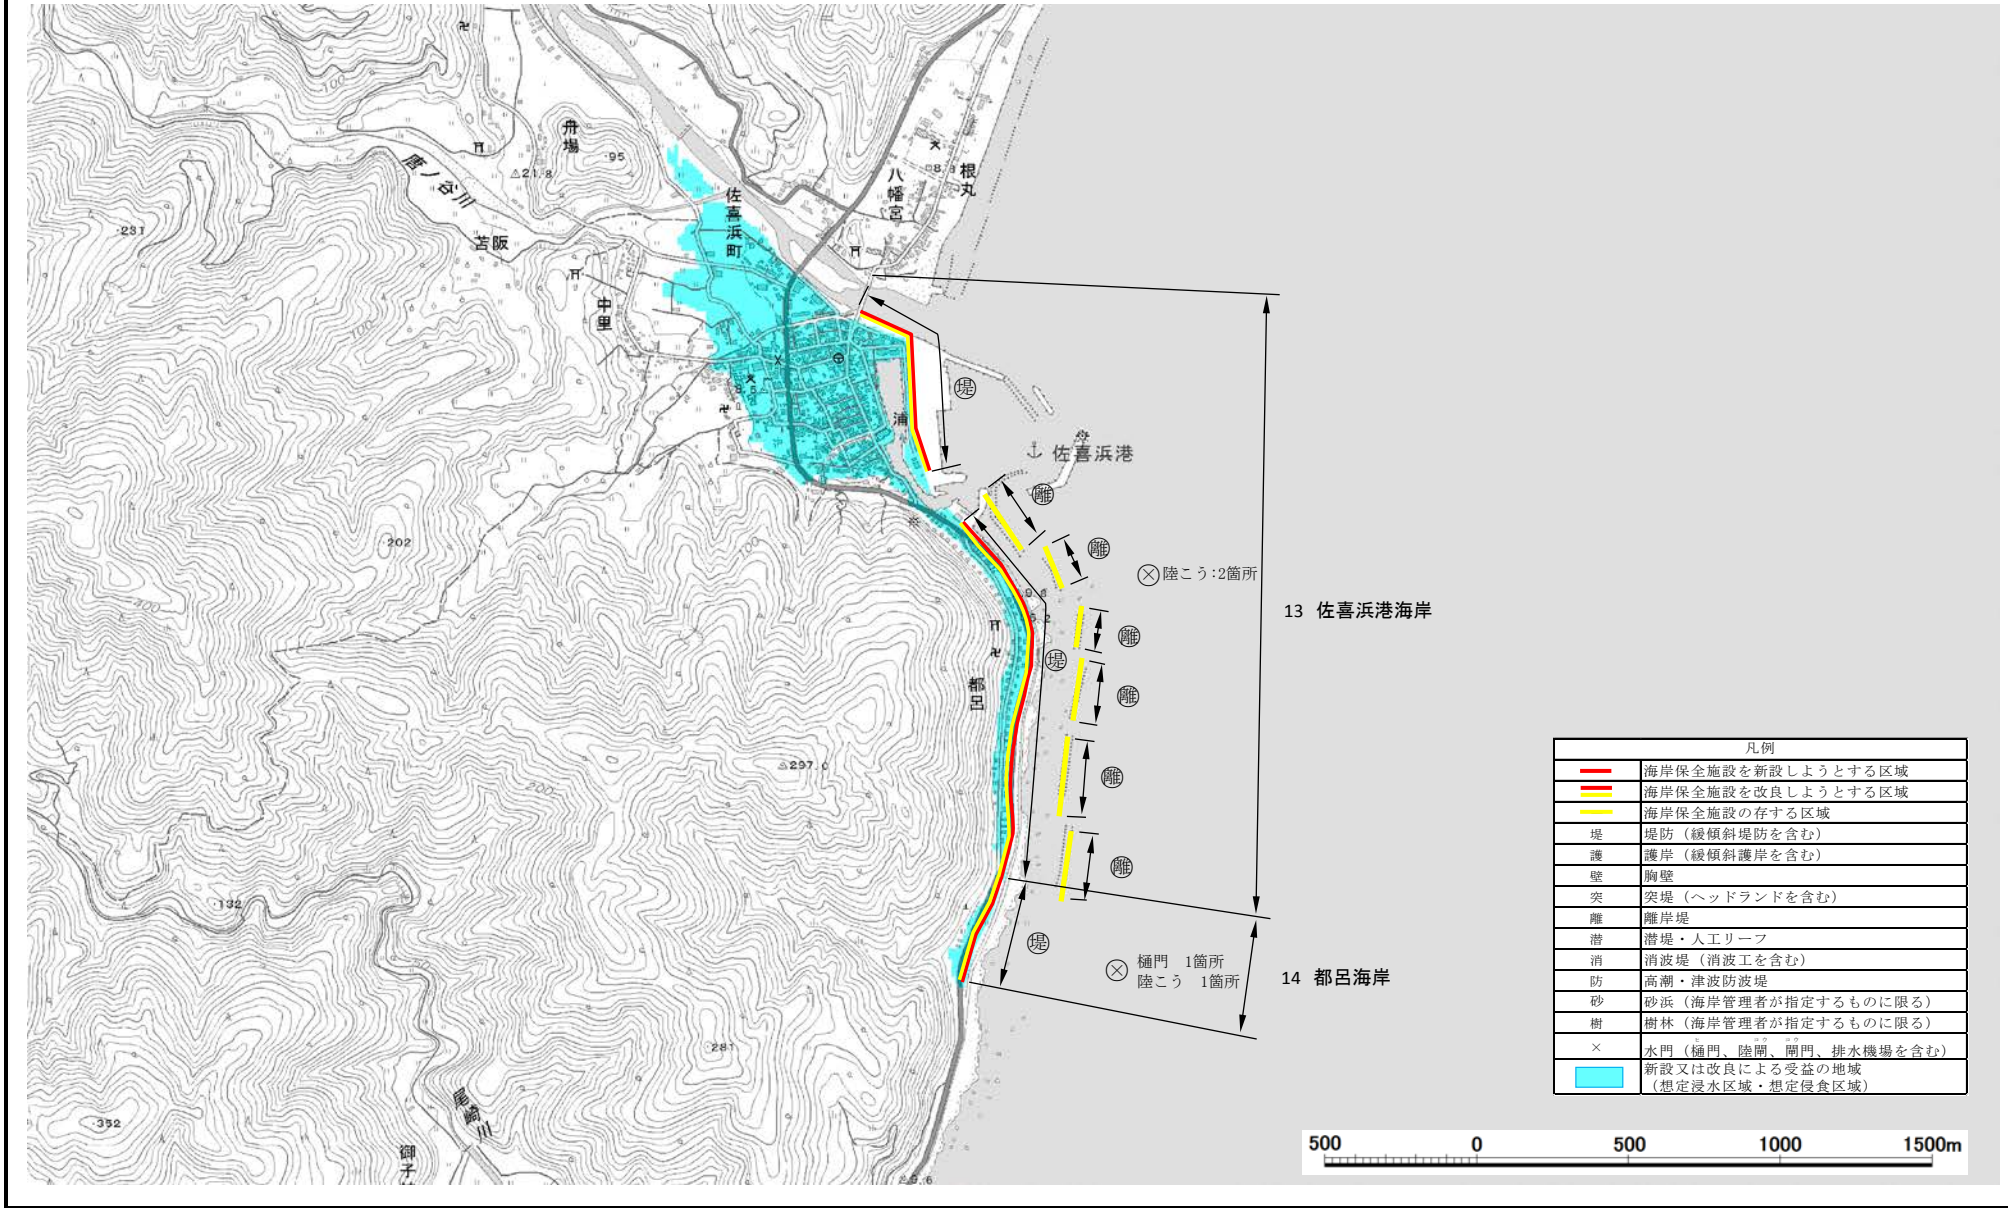 舟場
·95
△21.8
唐ノ谷川
苫阪
·231
中里
佐喜浜町
八幡宮
根丸
8.5
浦
佐喜浜港
堤
離
離
離
離
離
離
堤
堤
×陸こう:2箇所
13 佐喜浜港海岸
× 樋門 1箇所
陸こう 1箇所
14 都呂海岸
都呂
·202
100
100
100
200
400
△297.0
·132
·281
·352
尾崎川
御子
9.6
凡例
海岸保全施設を新設しようとする区域
海岸保全施設を改良しようとする区域
海岸保全施設の存する区域
堤 堤防（緩傾斜堤防を含む）
護 護岸（緩傾斜護岸を含む）
壁 胸壁
突 突堤（ヘッドランドを含む）
離 離岸堤
潜 潜堤・人工リーフ
消 消波堤（消波工を含む）
防 高潮・津波防波堤
砂 砂浜（海岸管理者が指定するものに限る）
樹 樹林（海岸管理者が指定するものに限る）
× 水門（樋門、陸閘、閘門、排水機場を含む）
新設又は改良による受益の地域
（想定浸水区域・想定侵食区域）
500 0 500 1000 1500m